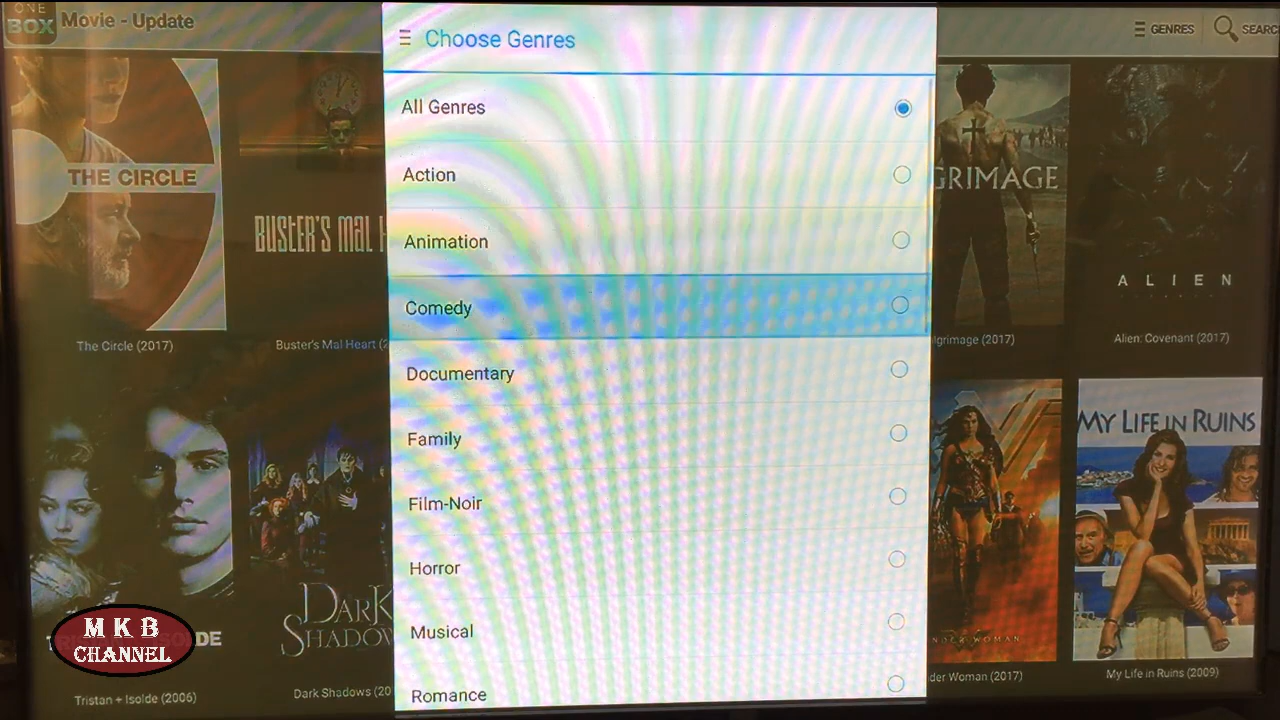 ONE
BOX
Movie - Update
Choose Genres
GENRES
SEARC
All Genres
Action
Animation
Comedy
Documentary
Family
Film-Noir
Horror
Musical
Romance
THE CIRCLE
The Circle (2017)
BUSTER'S MAL H
Buster's Mal Heart (2
GRIMAGE
lgrimage (2017)
ALIEN
Alien: Covenant (2017)
DE
Tristan + Isolde (2006)
DARK
SHADOW
Dark Shadows (20
NDER WOMAN
der Woman (2017)
MY LIFE IN RUINS
My Life in Ruins (2009)
M K B
CHANNEL